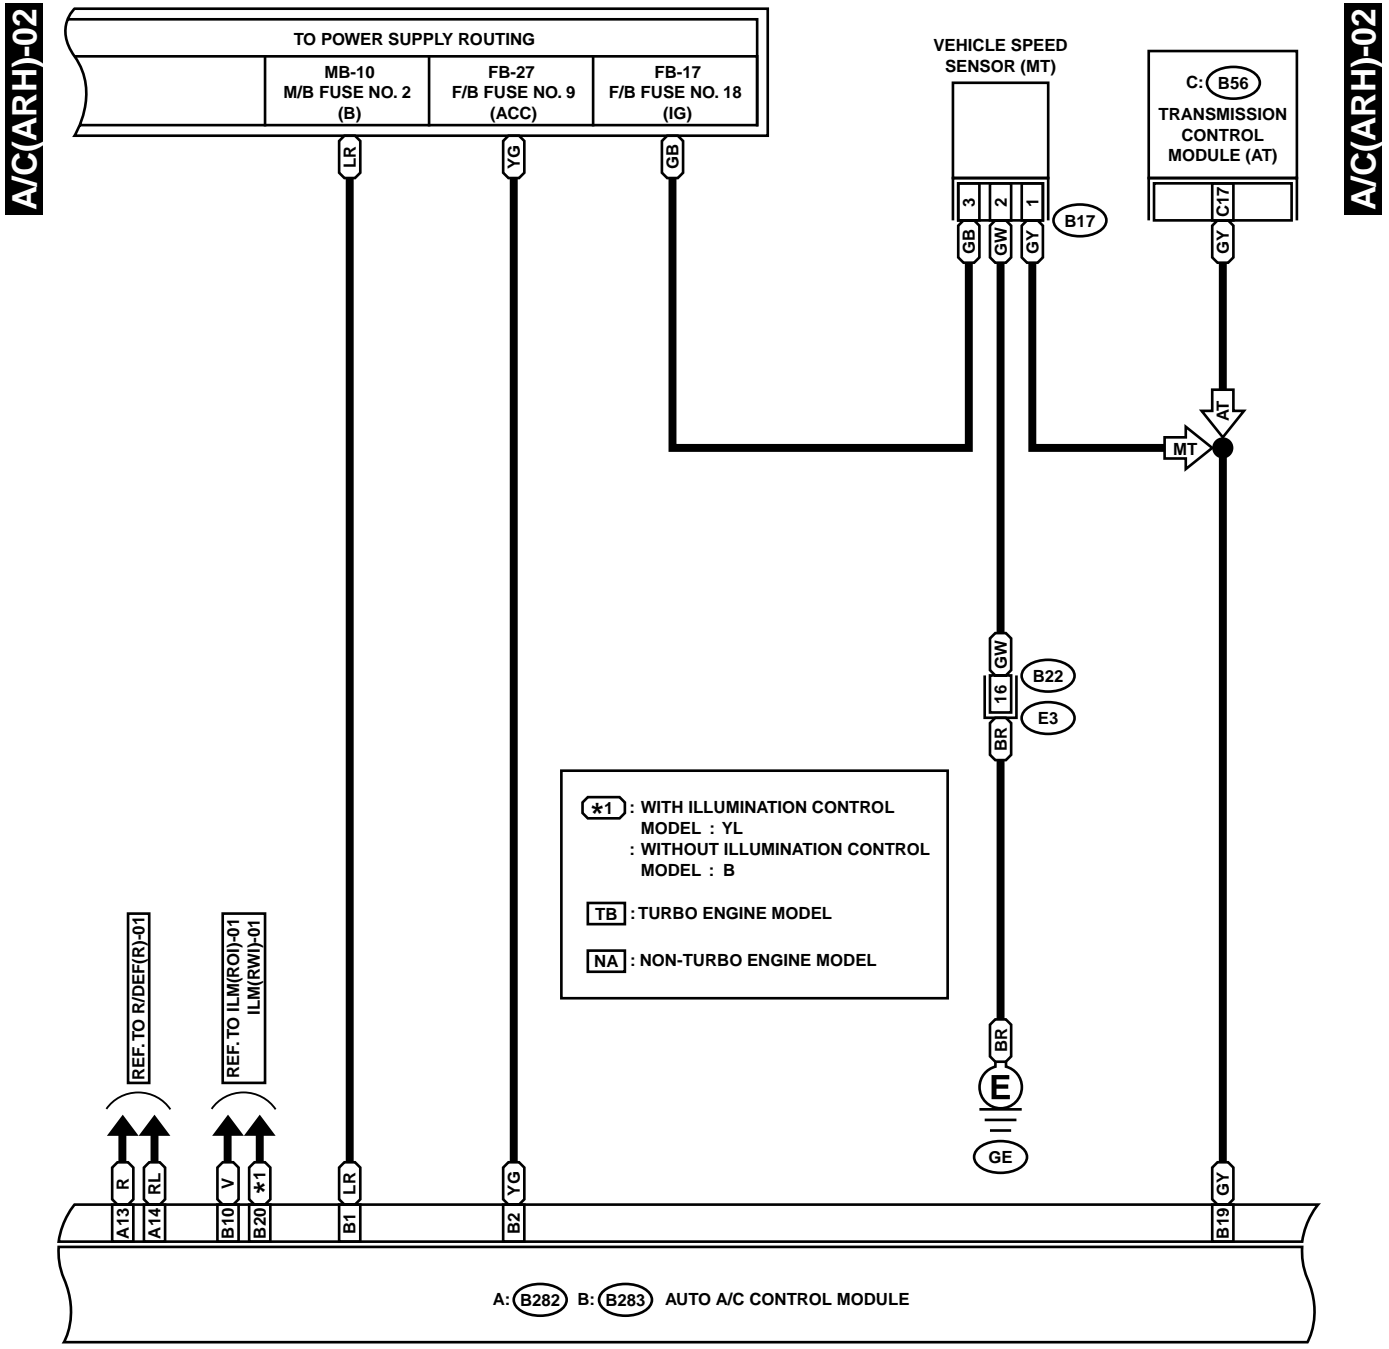 A/C(ARH)-02
A/C(ARH)-02
TO POWER SUPPLY ROUTING
MB-10
M/B FUSE NO. 2
(B)
FB-27
F/B FUSE NO. 9
(ACC)
FB-17
F/B FUSE NO. 18
(IG)
LR
YG
GB
VEHICLE SPEED
SENSOR (MT)
3
2
1
B17
GB
GW
GY
C: B56
TRANSMISSION
CONTROL
MODULE (AT)
C17
GY
AT
MT
GW
16
B22
E3
BR
*1 : WITH ILLUMINATION CONTROL
MODEL : YL
: WITHOUT ILLUMINATION CONTROL
MODEL : B
TB : TURBO ENGINE MODEL
NA : NON-TURBO ENGINE MODEL
BR
E
GE
REF. TO R/DEF(R)-01
REF. TO ILM(ROI)-01
ILM(RWI)-01
R
RL
V
*1
LR
YG
GY
A13
A14
B10
B20
B1
B2
B19
A: B282 B: B283 AUTO A/C CONTROL MODULE